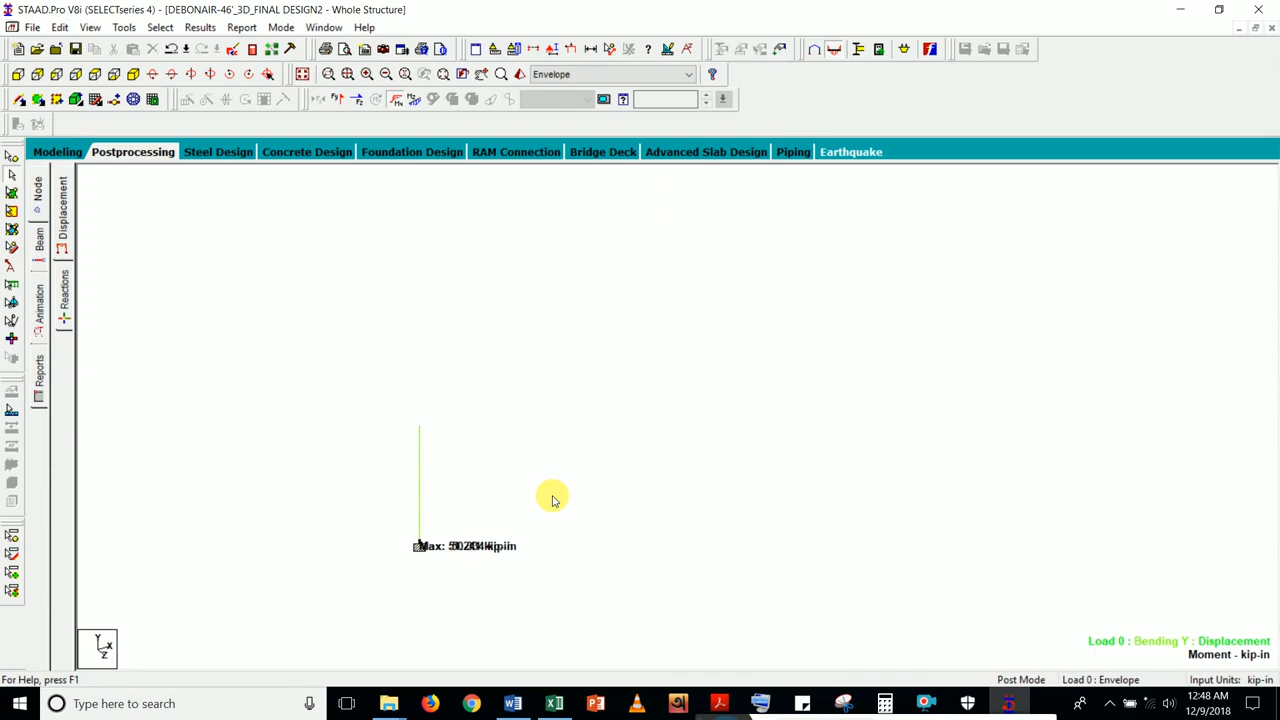 STAAD.Pro V8i (SELECTseries 4) - [DEBONAIR-46'_3D_FINAL DESIGN2 - Whole Structure]
File Edit View Tools Select Results Report Mode Window Help
Envelope
Modeling Postprocessing Steel Design Concrete Design Foundation Design RAM Connection Bridge Deck Advanced Slab Design Piping Earthquake
Node
Beam
Animation
Reports
Displacement
Reactions
Max: kip-in
Y
X
Z
Load 0 : Bending Y : Displacement
Moment - kip-in
For Help, press F1 Post Mode Load 0 : Envelope Input Units: kip-in
Type here to search
12:48 AM
12/9/2018